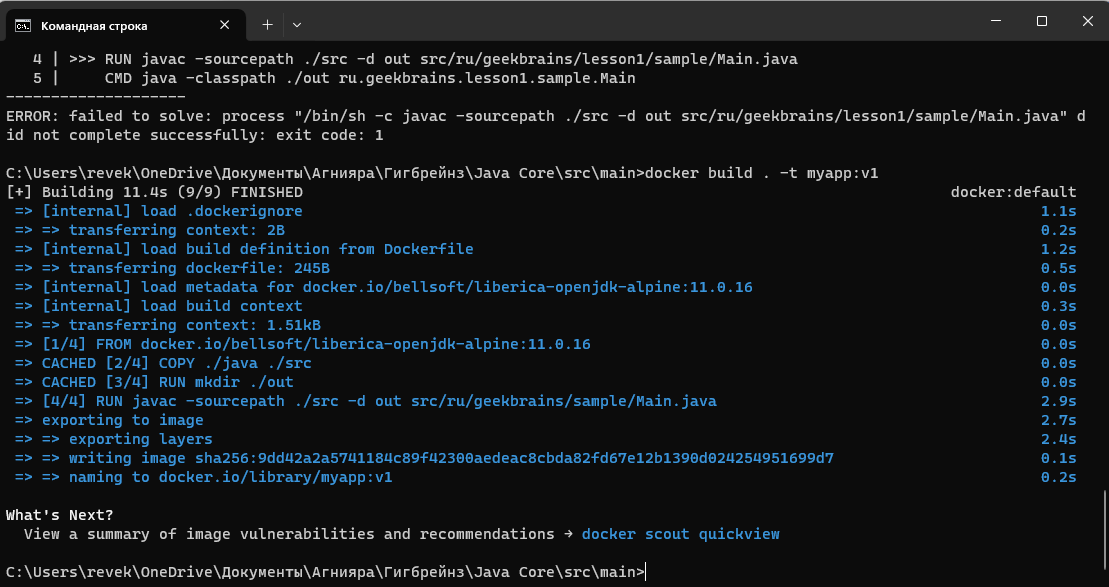 Командная строка
4 | >>> RUN javac -sourcepath ./src -d out src/ru/geekbrains/lesson1/sample/Main.java
5 |     CMD java -classpath ./out ru.geekbrains.lesson1.sample.Main
--------------------
ERROR: failed to solve: process "/bin/sh -c javac -sourcepath ./src -d out src/ru/geekbrains/lesson1/sample/Main.java" d
id not complete successfully: exit code: 1
C:\Users\revek\OneDrive\Документы\Агнияра\Гигбрейнз\Java Core\src\main>docker build . -t myapp:v1
[+] Building 11.4s (9/9) FINISHED docker:default
=> [internal] load .dockerignore 1.1s
=> => transferring context: 2B 0.2s
=> [internal] load build definition from Dockerfile 1.2s
=> => transferring dockerfile: 245B 0.5s
=> [internal] load metadata for docker.io/bellsoft/liberica-openjdk-alpine:11.0.16 0.0s
=> [internal] load build context 0.3s
=> => transferring context: 1.51kB 0.0s
=> [1/4] FROM docker.io/bellsoft/liberica-openjdk-alpine:11.0.16 0.0s
=> CACHED [2/4] COPY ./java ./src 0.0s
=> CACHED [3/4] RUN mkdir ./out 0.0s
=> [4/4] RUN javac -sourcepath ./src -d out src/ru/geekbrains/sample/Main.java 2.9s
=> exporting to image 2.7s
=> => exporting layers 2.4s
=> => writing image sha256:9dd42a2a5741184c89f42300aedeac8cbda82fd67e12b1390d024254951699d7 0.1s
=> => naming to docker.io/library/myapp:v1 0.2s
What's Next?
View a summary of image vulnerabilities and recommendations → docker scout quickview
C:\Users\revek\OneDrive\Документы\Агнияра\Гигбрейнз\Java Core\src\main>